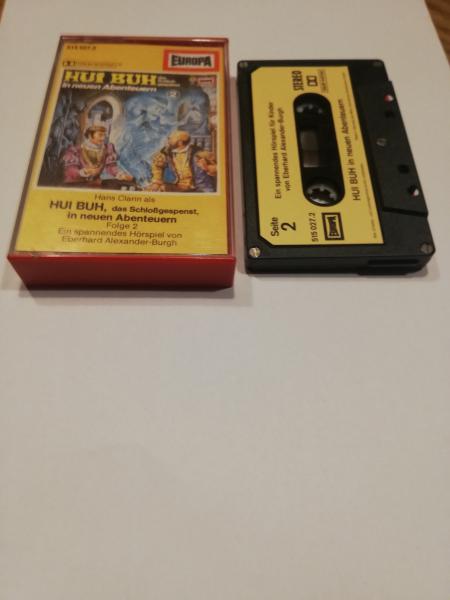 515 027.2
EUROPA
HUI BUH
in neuen Abenteuern
2
Hans Clarin als
HUI BUH, das Schloßgespenst,
in neuen Abenteuern
Folge 2
Ein spannendes Hörspiel von
Eberhard Alexander-Burgh
STEREO
Ein spannendes Hörspiel für Kinder
von Eberhard Alexander-Burgh
Seite
2
HUI BUH in neuen Abenteuern
515 027.2
EUROPA